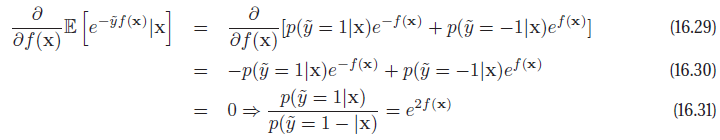 ∂/∂f(x) 𝔼[e^{-ỹf(x)}|x] = ∂/∂f(x) [p(ỹ = 1|x)e^{-f(x)} + p(ỹ = −1|x)e^{f(x)}] (16.29)
= −p(ỹ = 1|x)e^{-f(x)} + p(ỹ = −1|x)e^{f(x)} (16.30)
= 0 ⇒ p(ỹ = 1|x)/p(ỹ = 1 − |x) = e^{2f(x)} (16.31)